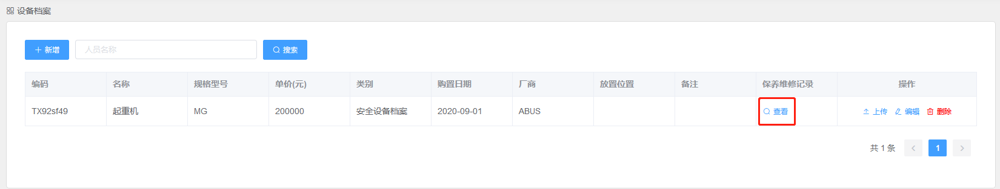 设备档案
新增 人员名称 搜索
编码 名称 规格型号 单价(元) 类别 购置日期 厂商 放置位置 备注 保养维修记录 操作
TX92sf49 起重机 MG 200000 安全设备档案 2020-09-01 ABUS 查看 上传 编辑 删除
共 1 条 1